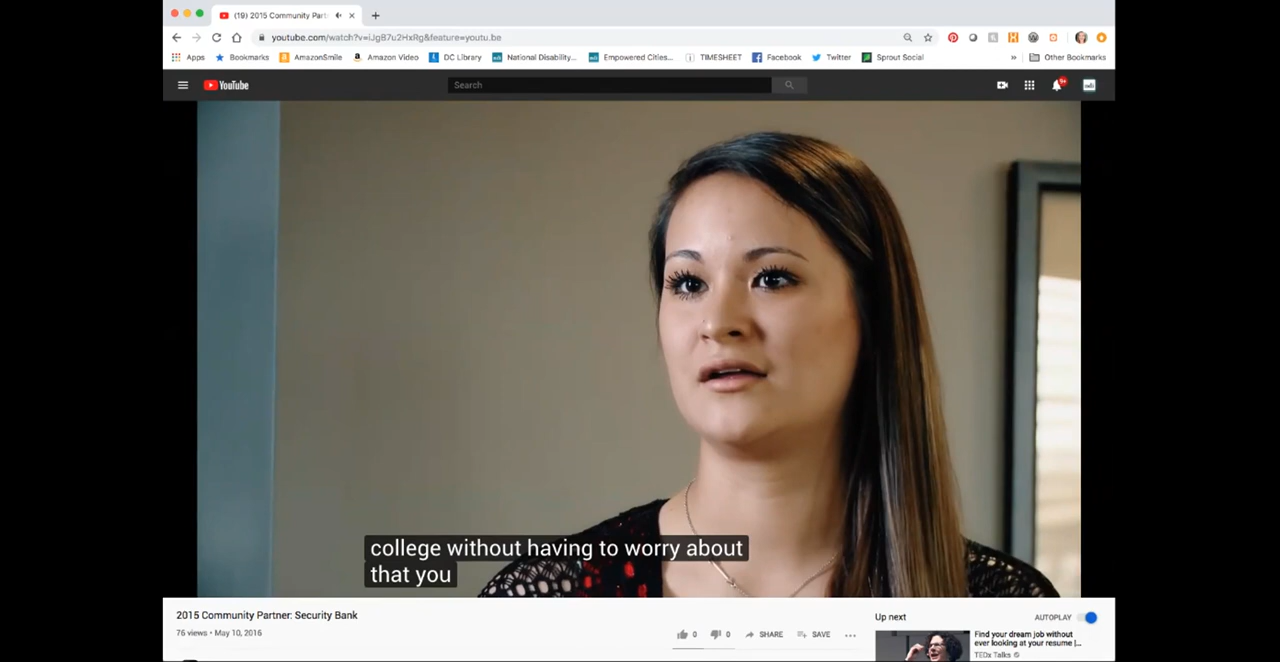 (19) 2015 Community Part
youtube.com/watch?v=iJgB7u2HxRg&feature=youtu.be
Apps Bookmarks AmazonSmile Amazon Video DC Library National Disability... Empowered Cities... TIMESHEET Facebook Twitter Sprout Social » Other Bookmarks
YouTube Search 9+
college without having to worry about
that you
2015 Community Partner: Security Bank
76 views • May 10, 2016
0 0 SHARE SAVE ...
Up next AUTOPLAY
Find your dream job without
ever looking at your resume |...
TEDx Talks